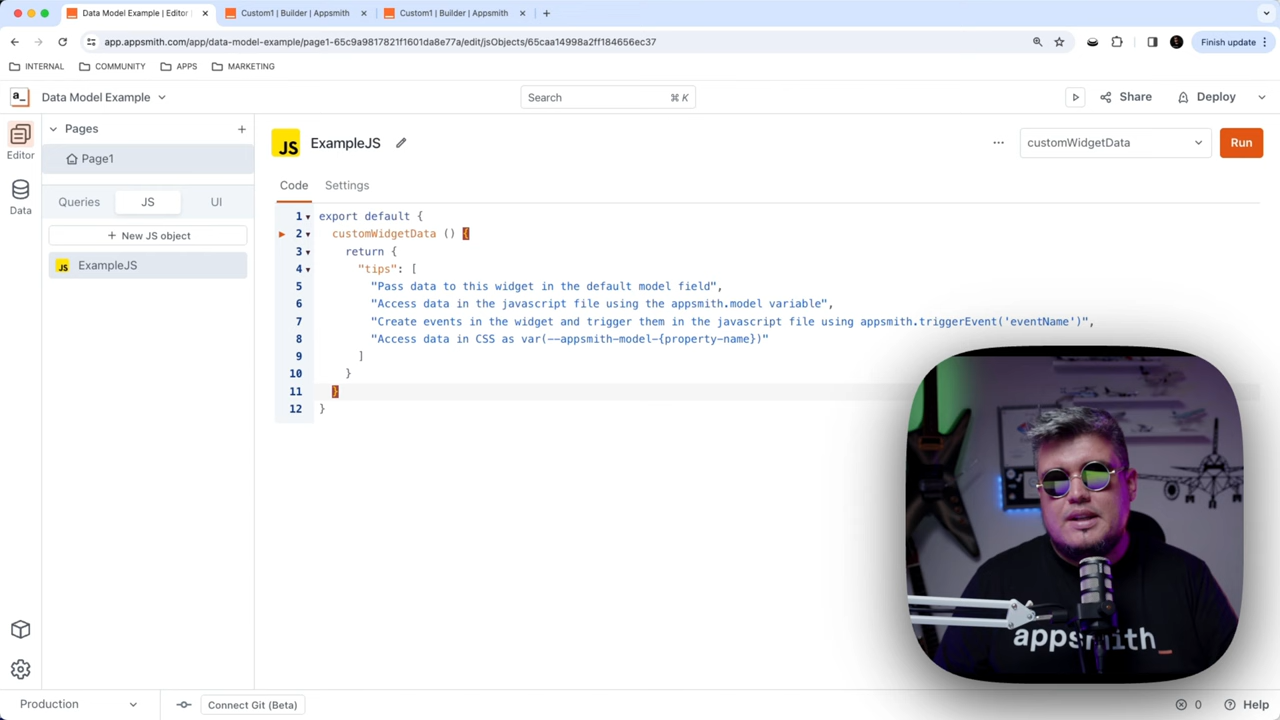 Data Model Example | Editor
Custom1 | Builder | Appsmith
Custom1 | Builder | Appsmith
app.appsmith.com/app/data-model-example/page1-65c9a9817821f1601da8e77a/edit/jsObjects/65caa14998a2ff184656ec37
Finish update
INTERNAL
COMMUNITY
APPS
MARKETING
a_
Data Model Example
Search
⌘ K
Share
Deploy
Editor
Data
Pages
Page1
Queries
JS
UI
+ New JS object
JS ExampleJS
JS ExampleJS
customWidgetData
Run
Code
Settings
1 export default {
2 customWidgetData () {
3 return {
4 "tips": [
5 "Pass data to this widget in the default model field",
6 "Access data in the javascript file using the appsmith.model variable",
7 "Create events in the widget and trigger them in the javascript file using appsmith.triggerEvent('eventName')",
8 "Access data in CSS as var(--appsmith-model-{property-name})"
9 ]
10 }
11 }
12 }
appsmith_
Production
Connect Git (Beta)
0
Help